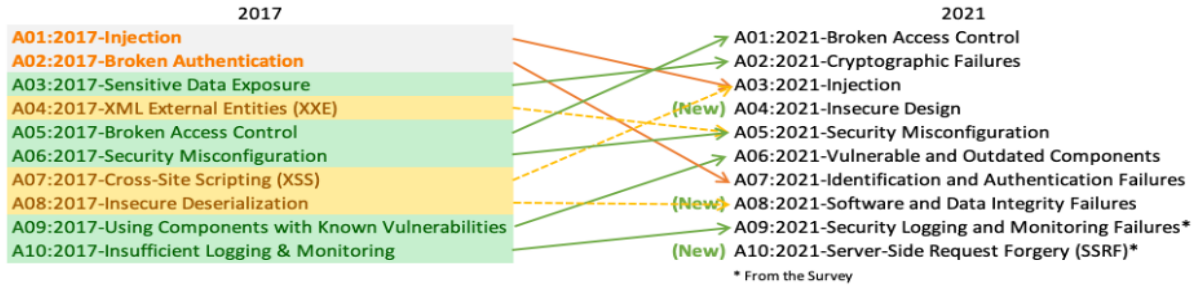 2017
2021
A01:2017-Injection
A02:2017-Broken Authentication
A03:2017-Sensitive Data Exposure
A04:2017-XML External Entities (XXE)
A05:2017-Broken Access Control
A06:2017-Security Misconfiguration
A07:2017-Cross-Site Scripting (XSS)
A08:2017-Insecure Deserialization
A09:2017-Using Components with Known Vulnerabilities
A10:2017-Insufficient Logging & Monitoring
A01:2021-Broken Access Control
A02:2021-Cryptographic Failures
A03:2021-Injection
(New) A04:2021-Insecure Design
A05:2021-Security Misconfiguration
A06:2021-Vulnerable and Outdated Components
A07:2021-Identification and Authentication Failures
(New) A08:2021-Software and Data Integrity Failures
A09:2021-Security Logging and Monitoring Failures*
(New) A10:2021-Server-Side Request Forgery (SSRF)*
* From the Survey